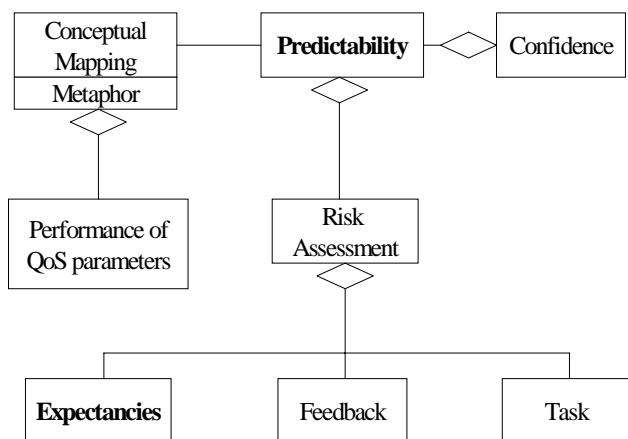 Conceptual
Mapping
Metaphor
Predictability
Confidence
Performance of
QoS parameters
Risk
Assessment
Expectancies
Feedback
Task